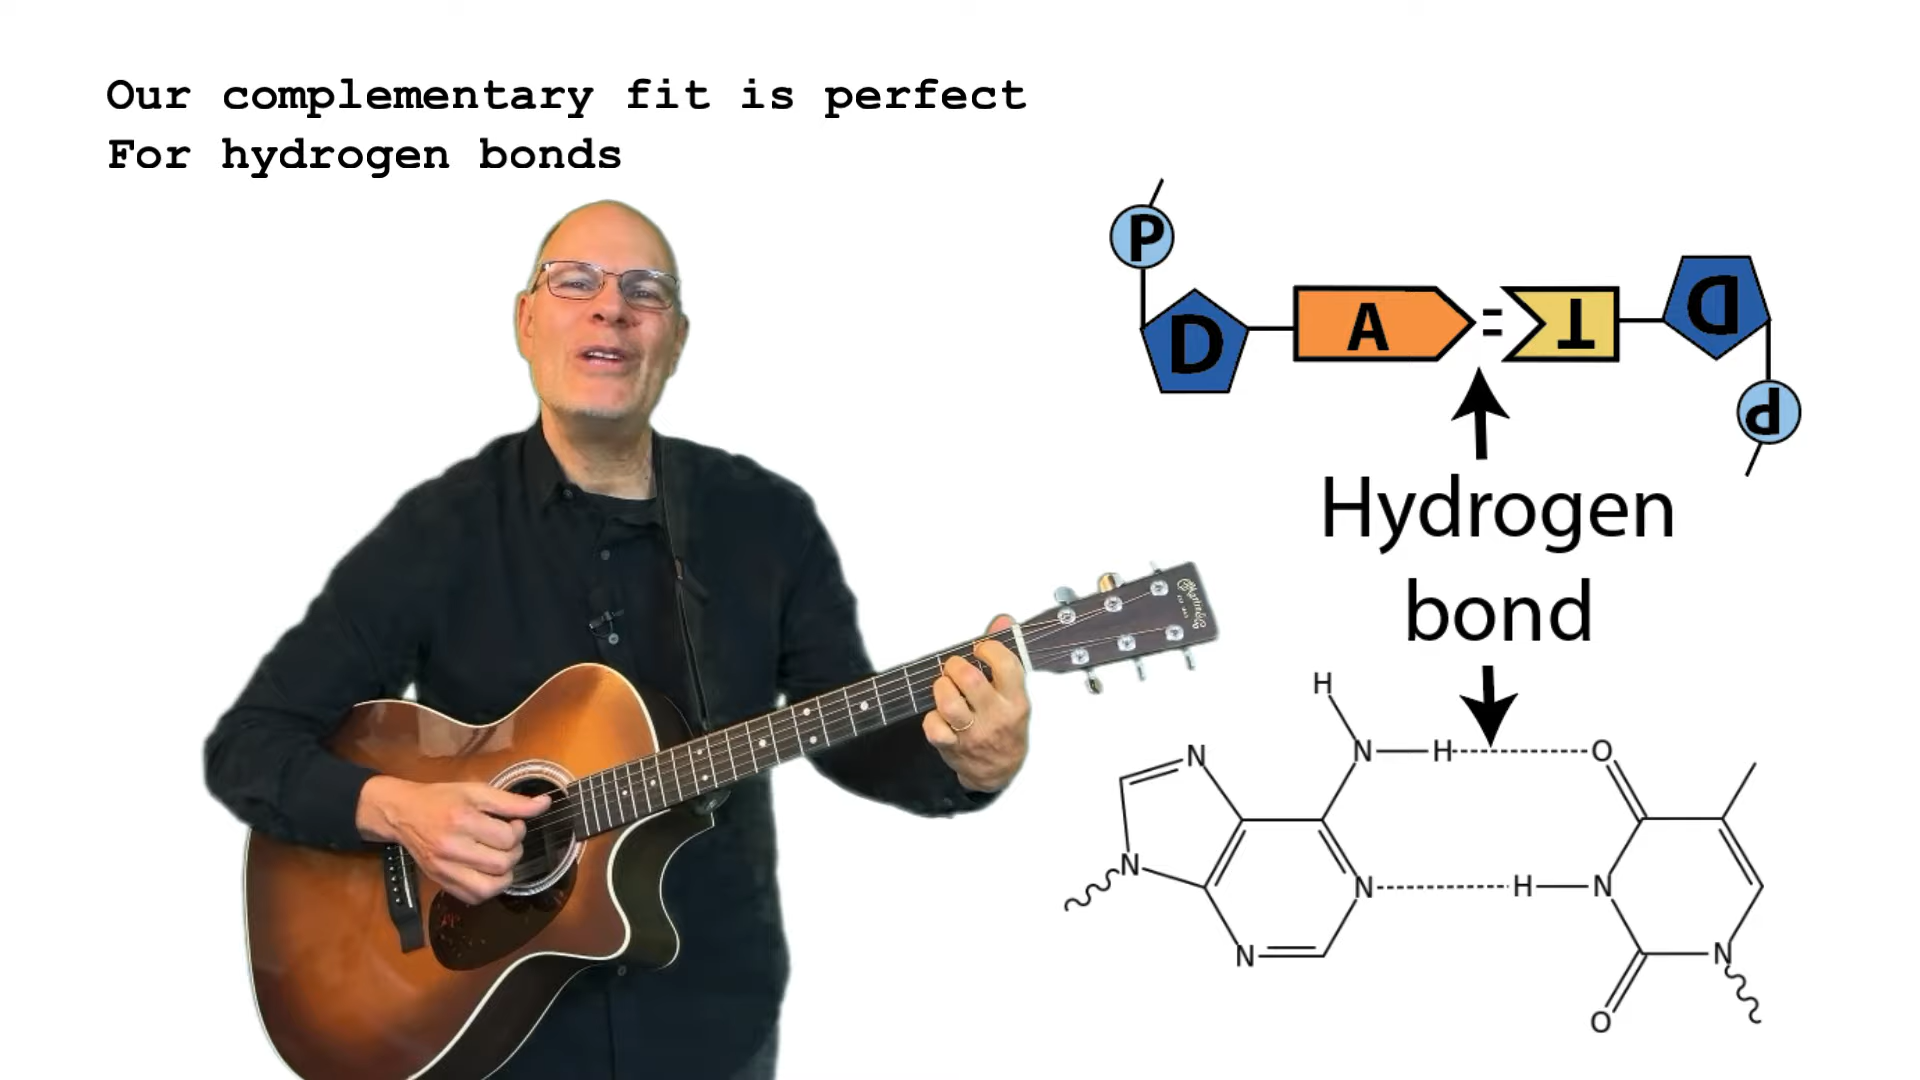 Our complementary fit is perfect
For hydrogen bonds
P
D
A
=
T
D
P
Hydrogen
bond
H
N
N
H
O
N
N
H
N
N
N
O